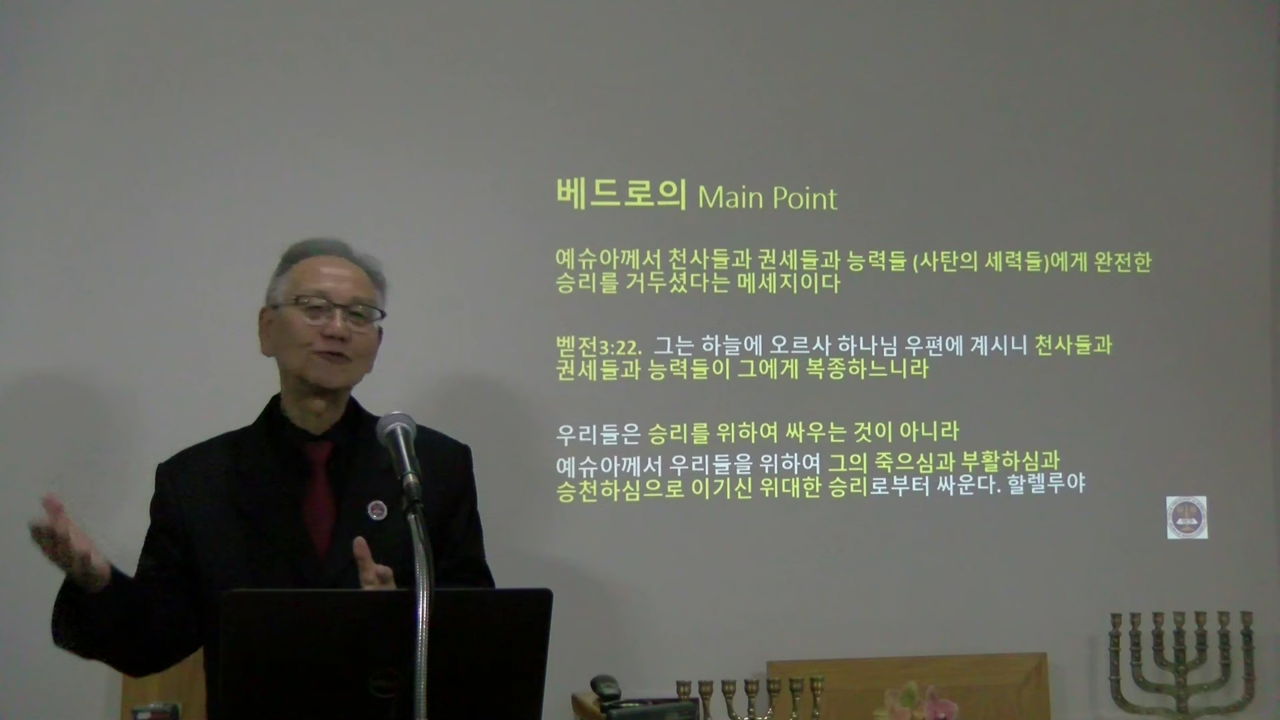 베드로의 Main Point
예슈아께서 천사들과 권세들과 능력들 (사탄의 세력들)에게 완전한
승리를 거두셨다는 메세지이다
벧전3:22. 그는 하늘에 오르사 하나님 우편에 계시니 천사들과
권세들과 능력들이 그에게 복종하느니라
우리들은 승리를 위하여 싸우는 것이 아니라
예슈아께서 우리들을 위하여 그의 죽으심과 부활하심과
승천하심으로 이기신 위대한 승리로부터 싸운다. 할렐루야
DELL